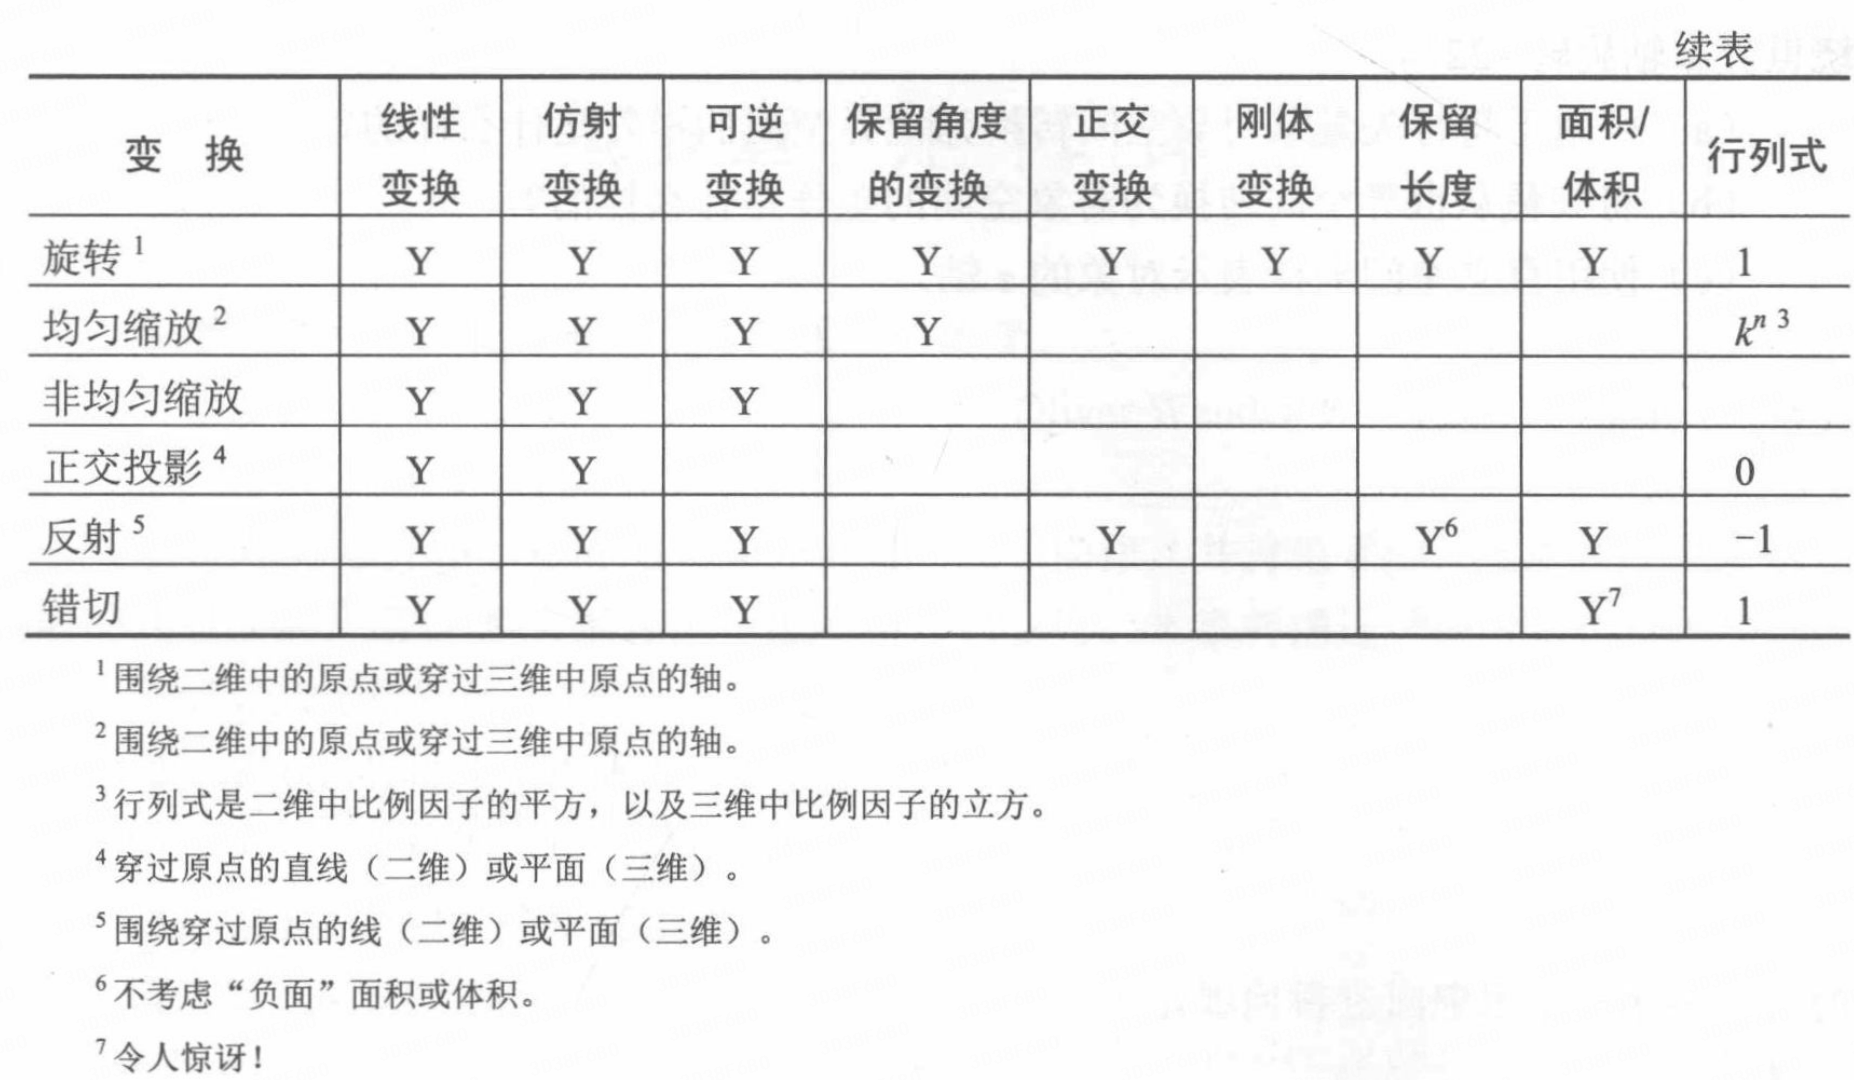 续表
变 换 线性变换 仿射变换 可逆变换 保留角度的变换 正交变换 刚体变换 保留长度 面积/体积 行列式
旋转1 Y Y Y Y Y Y Y Y 1
均匀缩放2 Y Y Y Y kn 3
非均匀缩放 Y Y Y
正交投影4 Y Y 0
反射5 Y Y Y Y Y6 Y −1
错切 Y Y Y Y7 1
1 围绕二维中的原点或穿过三维中原点的轴。
2 围绕二维中的原点或穿过三维中原点的轴。
3 行列式是二维中比例因子的平方，以及三维中比例因子的立方。
4 穿过原点的直线（二维）或平面（三维）。
5 围绕穿过原点的线（二维）或平面（三维）。
6 不考虑“负面”面积或体积。
7 令人惊讶！